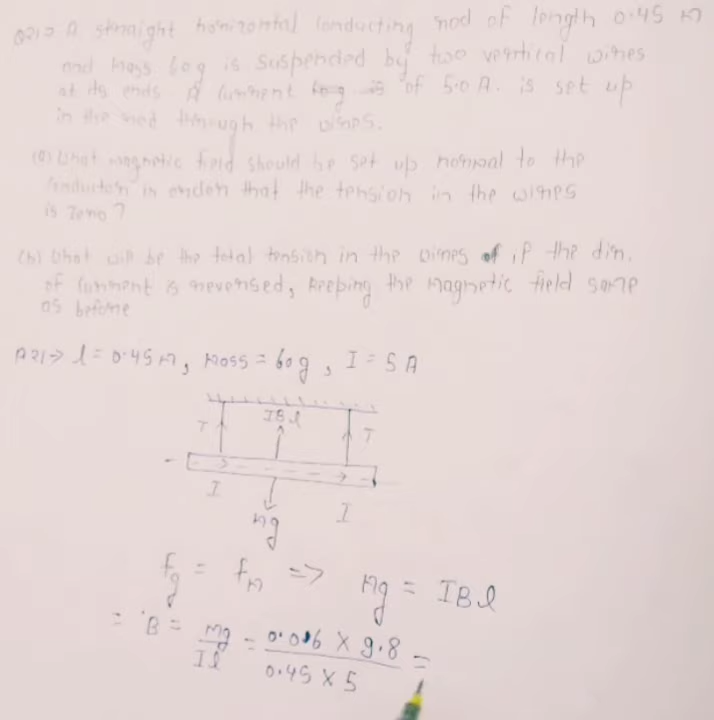 Q21→ A straight horizontal conducting rod of length 0.45 m
and mass 60g is suspended by two vertical wires
at its ends A current of 5.0 A. is set up
in the rod through the wires.
(a) What magnetic field should be set up normal to the
conductor in order that the tension in the wires
is zero?
(b) What will be the total tension in the wires if the dirn.
of current is reversed, keeping the magnetic field same
as before
A21→ l = 0.45 m, mass = 60 g, I = 5 A
IBl
T T
I I
mg
fg = fm => mg = IBl
= B = mg/Il = 0.06 × 9.8 / 0.45 × 5 =